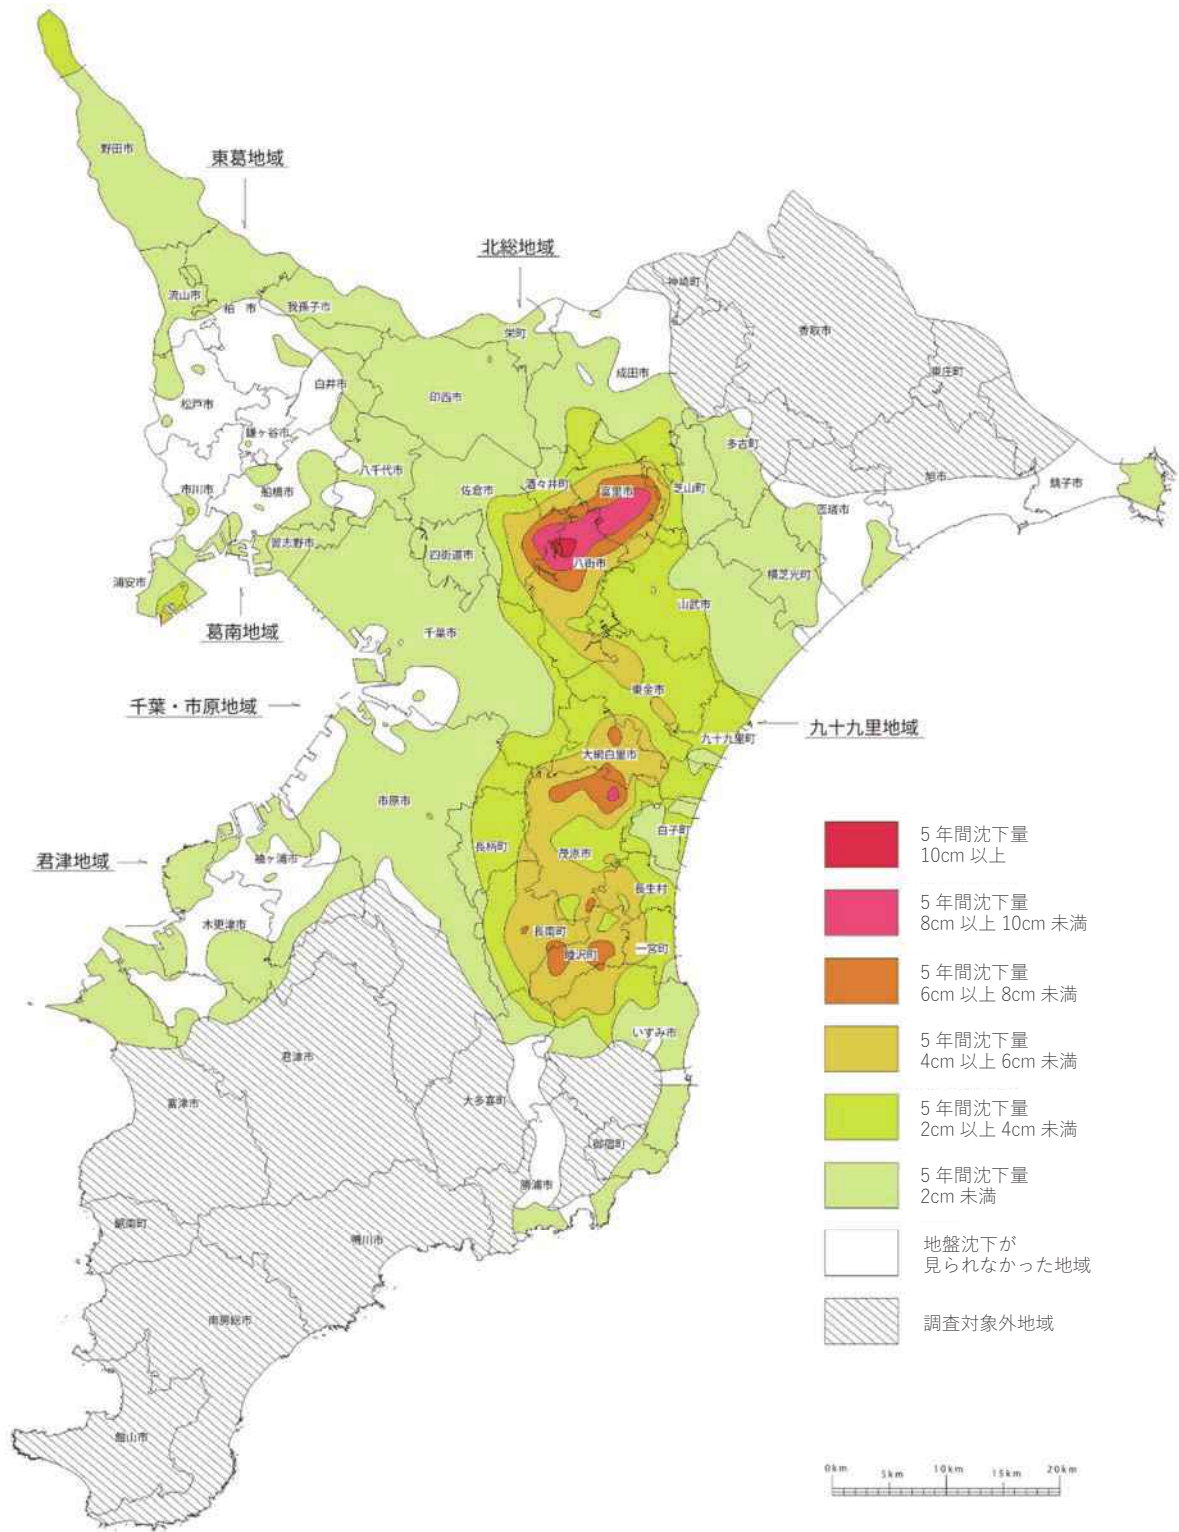 野田市
東葛地域
北総地域
神崎町
流山市
柏 市
我孫子市
栄町
香取市
成田市
東庄町
白井市
印西市
松戸市
鎌ヶ谷市
多古町
八千代市
旭市
市川市
船橋市
佐倉市
酒々井町
富里市
芝山町
銚子市
匝瑳市
習志野市
四街道市
八街市
横芝光町
浦安市
山武市
葛南地域
千葉市
東金市
千葉・市原地域
九十九里地域
九十九里町
大網白里市
市原市
白子町
長柄町
茂原市
君津地域
袖ヶ浦市
長生村
木更津市
長南町
睦沢町
一宮町
いすみ市
君津市
富津市
大多喜町
御宿町
勝浦市
鋸南町
鴨川市
南房総市
館山市
5 年間沈下量
10cm 以上
5 年間沈下量
8cm 以上 10cm 未満
5 年間沈下量
6cm 以上 8cm 未満
5 年間沈下量
4cm 以上 6cm 未満
5 年間沈下量
2cm 以上 4cm 未満
5 年間沈下量
2cm 未満
地盤沈下が
見られなかった地域
調査対象外地域
0km 5km 10km 15km 20km